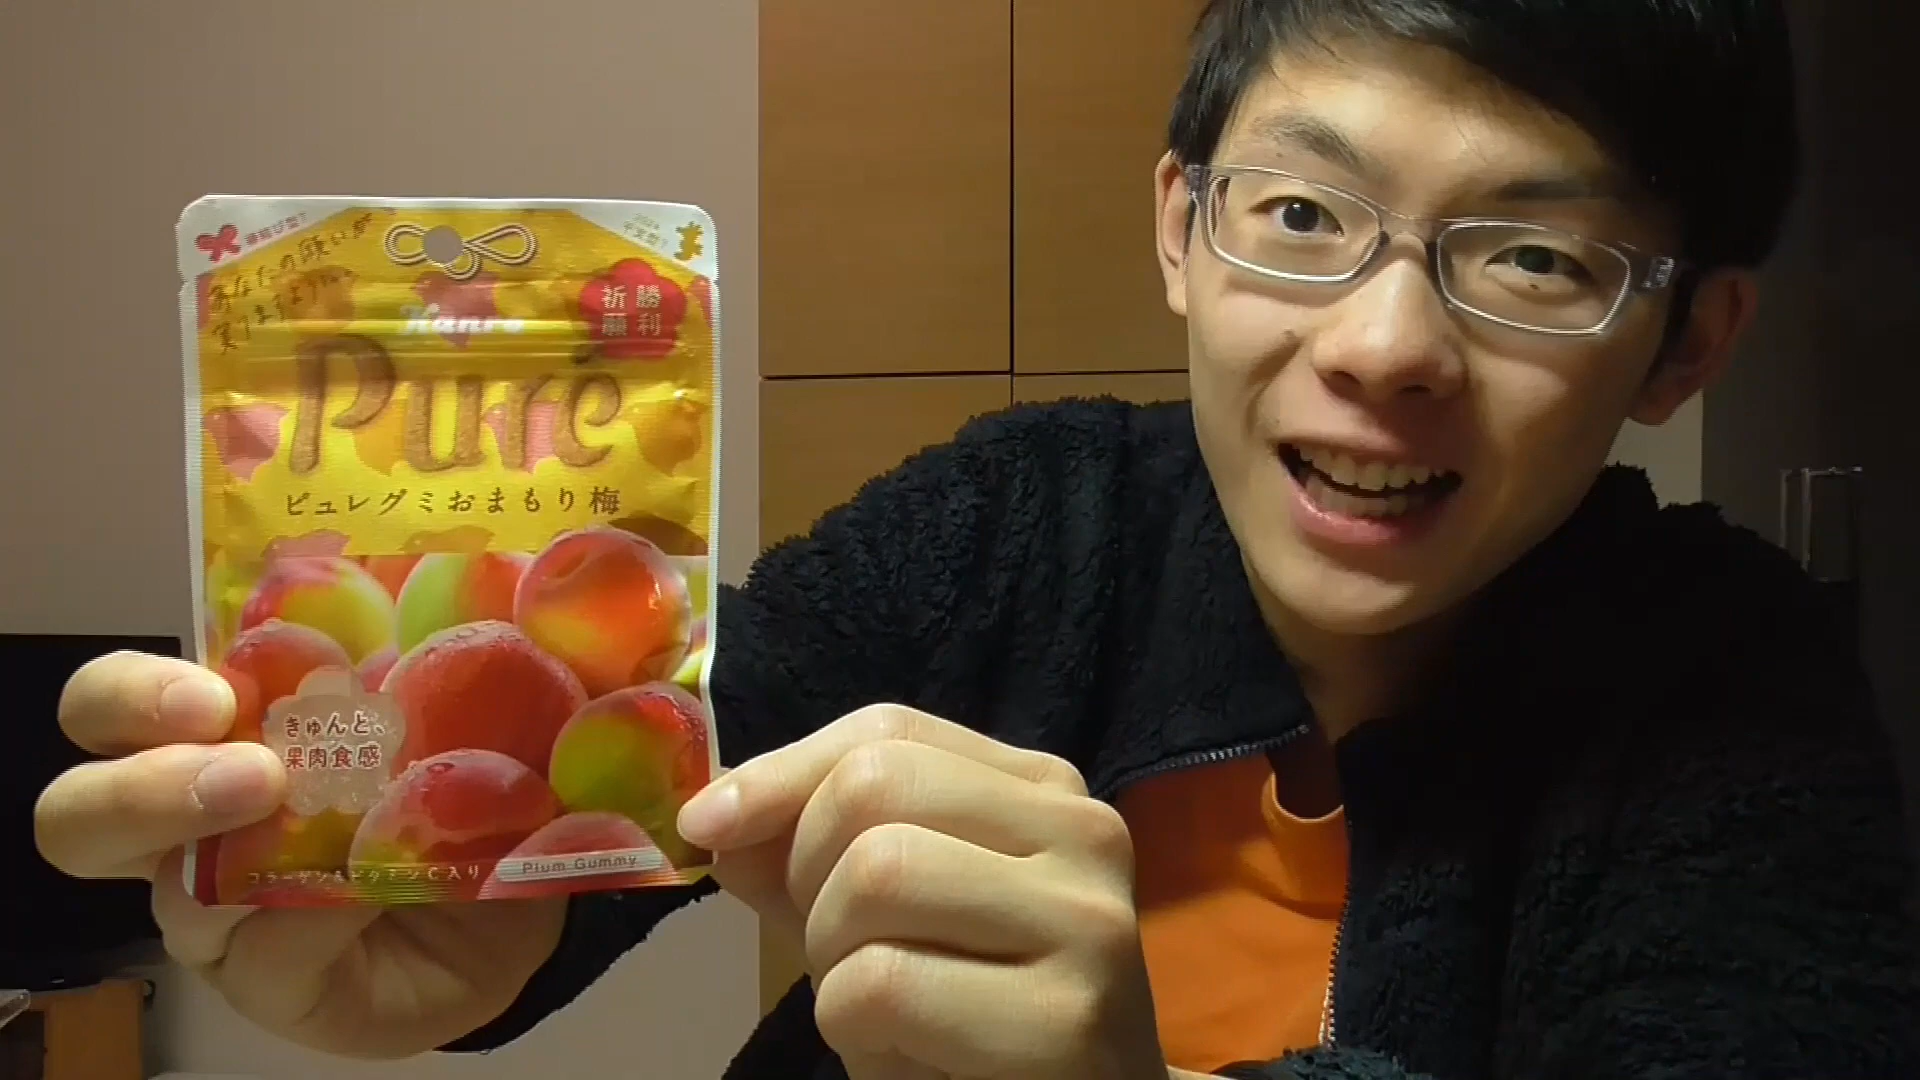 あなたの願いが
実りますように…
祈願 勝利
Kanro
Puré
ピュレグミおまもり梅
きゅんと、
果肉食感
コラーゲン&ビタミンC入り
Plum Gummy